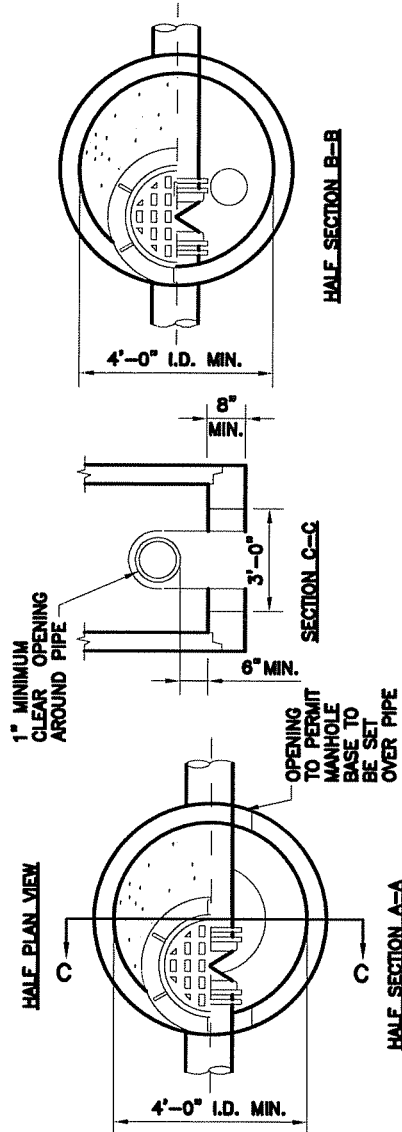 HALF PLAN VIEW
C
C
4'-0" I.D. MIN.
HALF SECTION A-A
OPENING
TO PERMIT
MANHOLE
BASE TO
BE SET
OVER PIPE
1" MINIMUM
CLEAR OPENING
AROUND PIPE
6" MIN.
3'-0"
8"
MIN.
SECTION C-C
4'-0" I.D. MIN.
HALF SECTION B-B